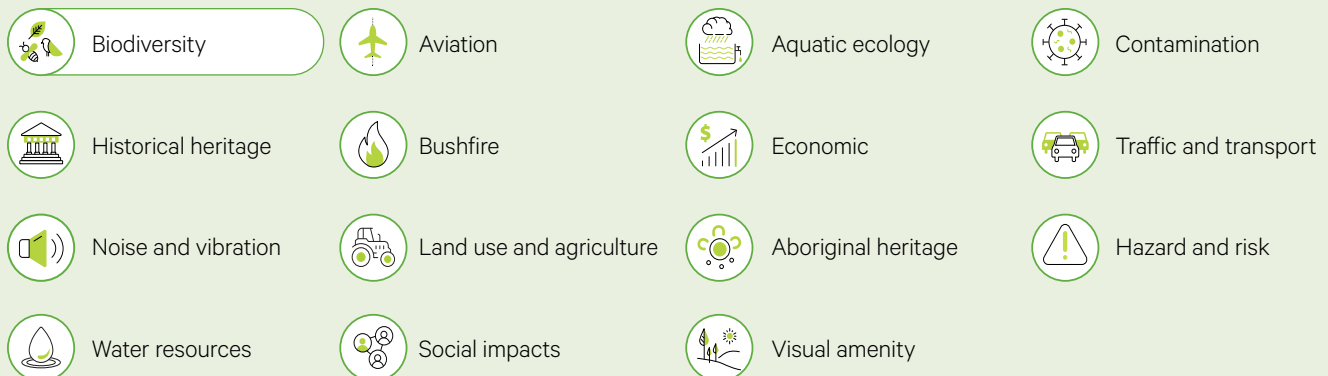 Biodiversity
Aviation
Aquatic ecology
Contamination
Historical heritage
Bushfire
Economic
Traffic and transport
Noise and vibration
Land use and agriculture
Aboriginal heritage
Hazard and risk
Water resources
Social impacts
Visual amenity
$